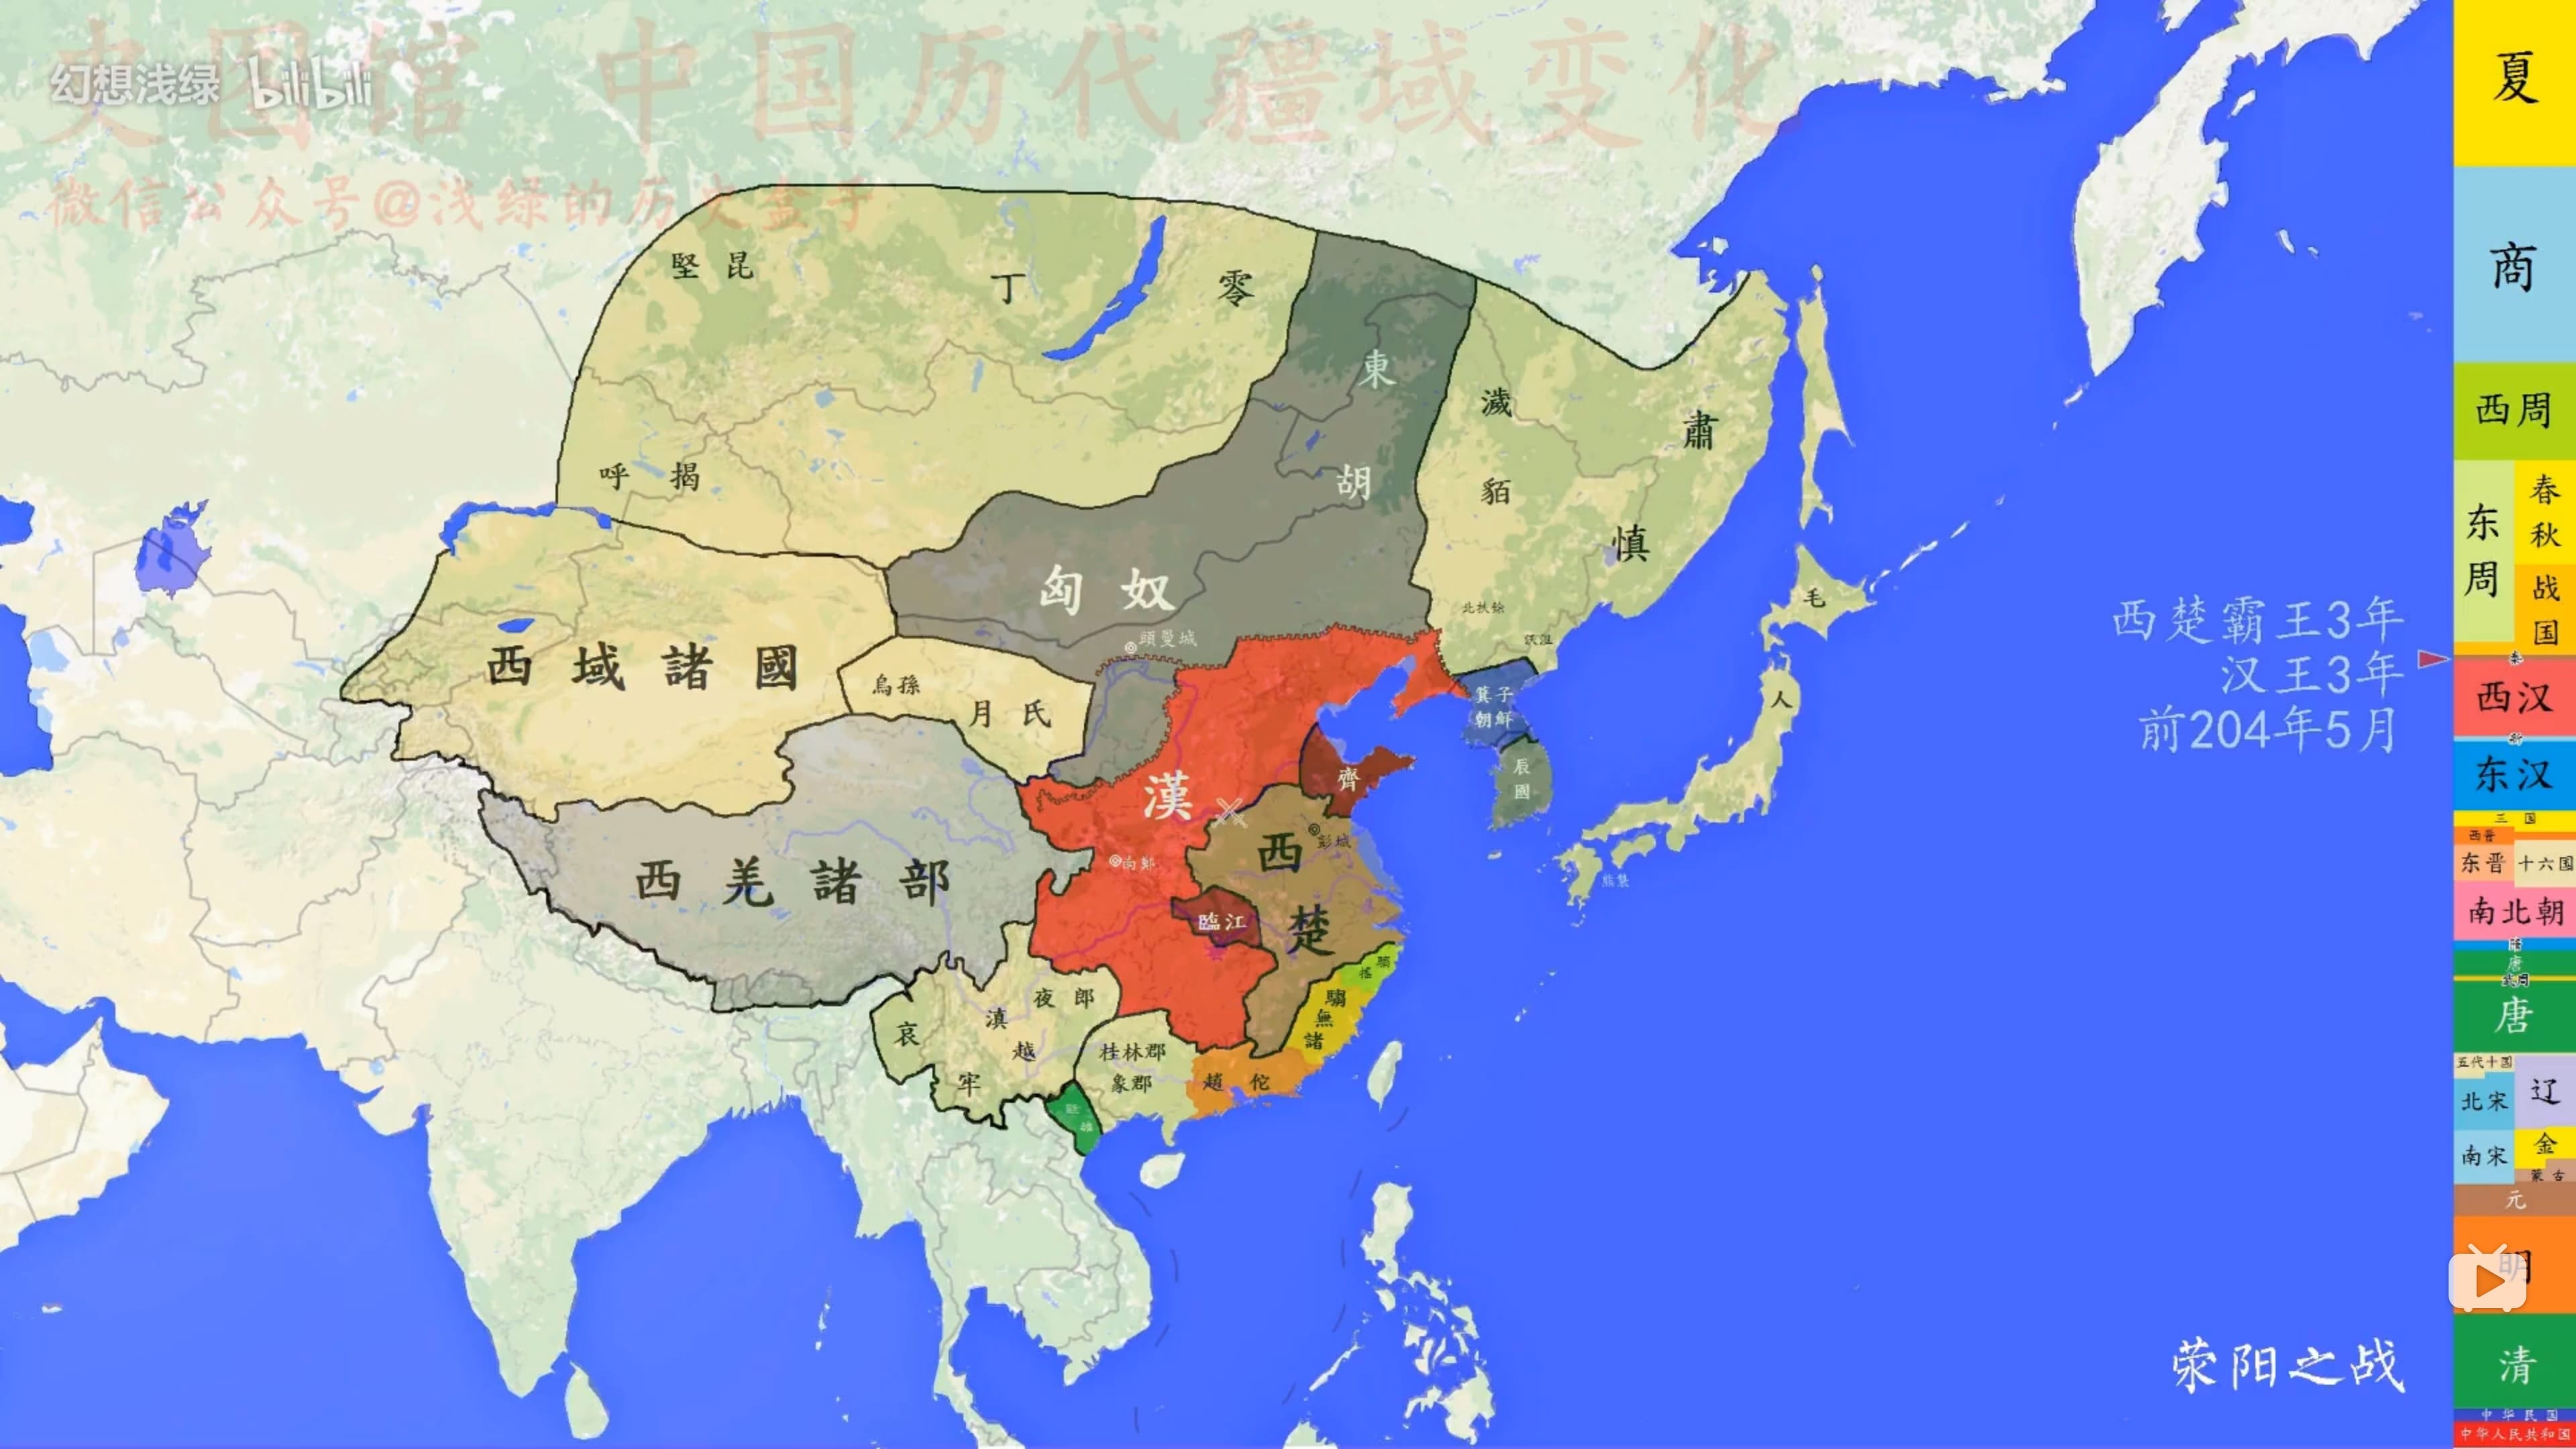 史图馆 中国历代疆域变化
幻想浅绿 bilibili
微信公众号@浅绿的历史盒子
堅昆
丁零
東胡
濊貊
肅慎
呼揭
匈奴
頭曼城
北扶餘
沃沮
毛人
西域諸國
烏孫
月氏
箕子
朝鮮
辰國
漢
齊
西楚
彭城
南鄭
西羌諸部
臨江
熊襲
夜郎
滇越
哀牢
騶搖
騶無諸
桂林郡
象郡
趙佗
西楚霸王3年
汉王3年
前204年5月
荥阳之战
夏
商
西周
东周
春秋
战国
秦
西汉
新
东汉
三国
西晋
东晋
十六国
南北朝
隋
唐
武周
唐
五代十国
辽
北宋
南宋
金
蒙古
元
明
清
中华民国
中华人民共和国